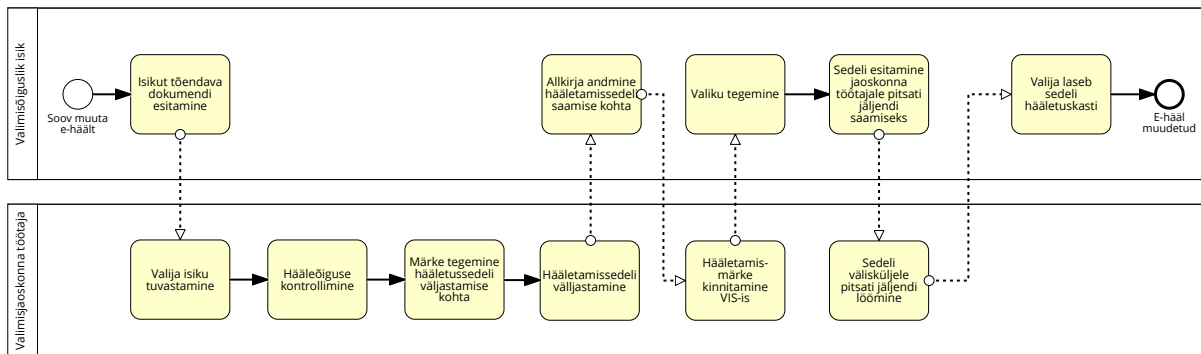 Valimisõiguslik isik
Soov muuta
e-häält
Isikut tõendava
dokumendi
esitamine
Allkirja andmine
hääletamissedeli
saamise kohta
Valiku tegemine
Sedeli esitamine
jaoskonna
töötajale pitsati
jäljendi
saamiseks
Valija laseb
sedeli
hääletuskasti
E-hääl
muudetud
Valimisjaoskonna töötaja
Valija isiku
tuvastamine
Hääleõiguse
kontrollimine
Märke tegemine
hääletussedeli
väljastamise
kohta
Hääletamissedeli
välljastamine
Hääletamis-
märke
kinnitamine
VIS-is
Sedeli
välisküljele
pitsati jäljendi
löömine